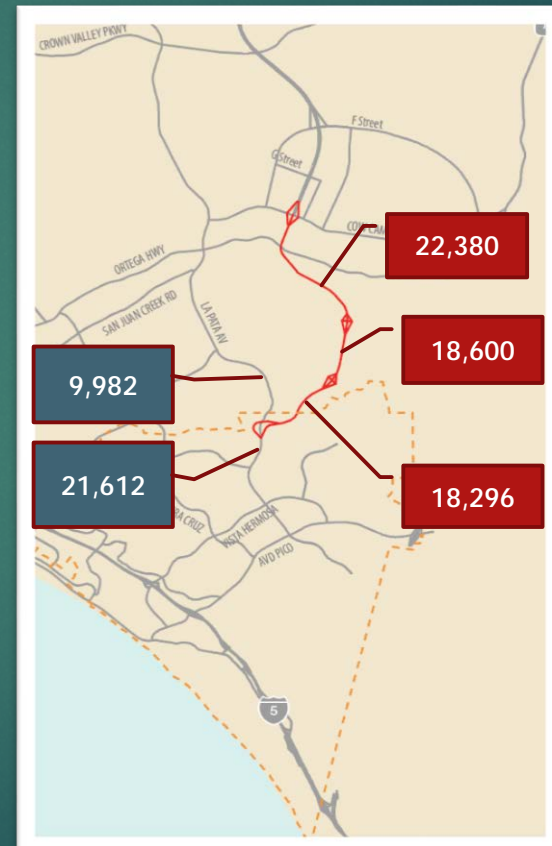 CROWN VALLEY PKWY
F Street
G Street
22,380
ORTEGA HWY
SAN JUAN CREEK RD
LA PATA AV
18,600
9,982
21,612
18,296
VISTA HERMOSA
AVD PICO
5